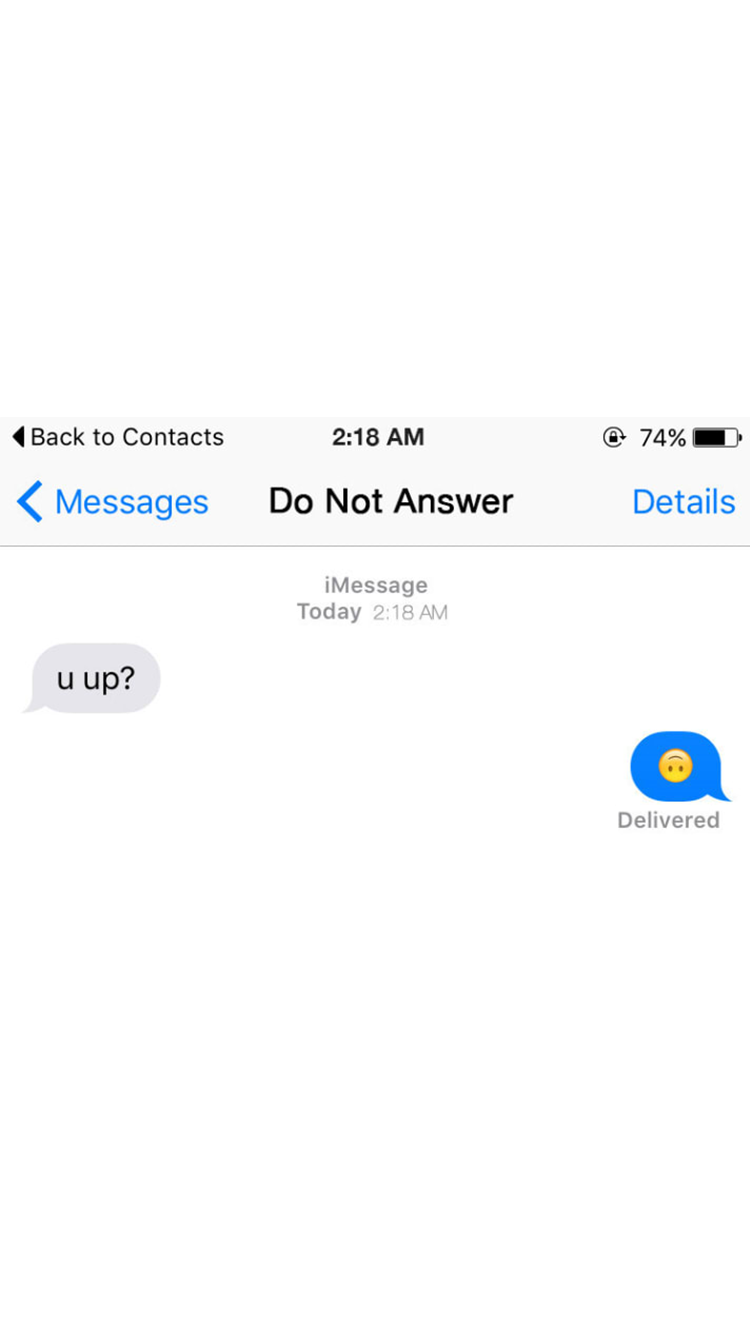 Back to Contacts 2:18 AM 74%
Messages Do Not Answer Details
iMessage
Today 2:18 AM
u up?
🙃
Delivered